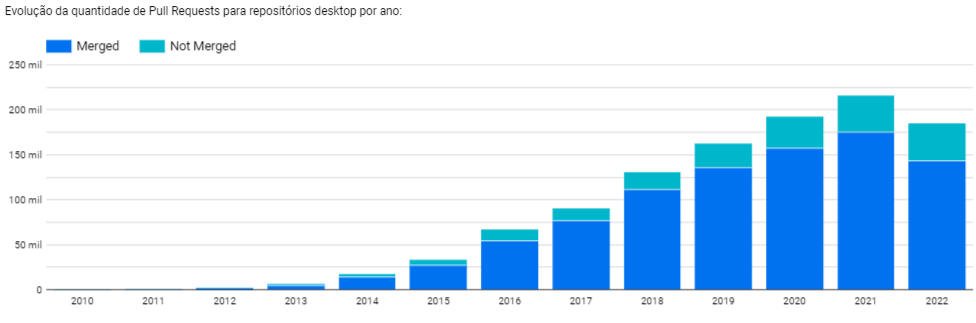 Evolução da quantidade de Pull Requests para repositórios desktop por ano:
Merged Not Merged
250 mil
200 mil
150 mil
100 mil
50 mil
0
2010 2011 2012 2013 2014 2015 2016 2017 2018 2019 2020 2021 2022